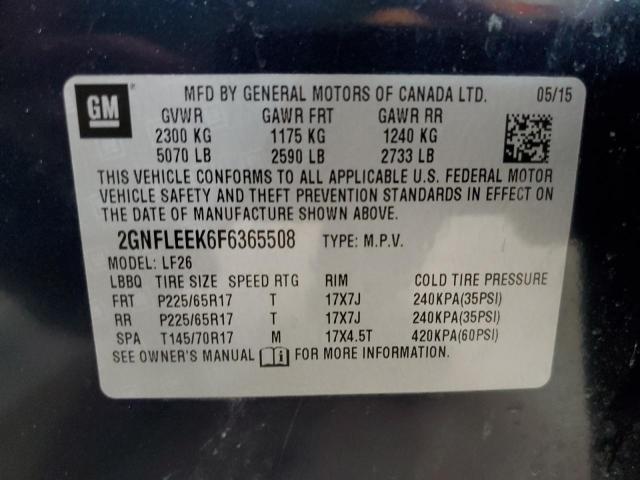 GM
MFD BY GENERAL MOTORS OF CANADA LTD. 05/15
GVWR GAWR FRT GAWR RR
2300 KG 1175 KG 1240 KG
5070 LB 2590 LB 2733 LB
THIS VEHICLE CONFORMS TO ALL APPLICABLE U.S. FEDERAL MOTOR
VEHICLE SAFETY AND THEFT PREVENTION STANDARDS IN EFFECT ON
THE DATE OF MANUFACTURE SHOWN ABOVE.
2GNFLEEK6F6365508 TYPE: M.P.V.
MODEL: LF26
LBBQ TIRE SIZE SPEED RTG RIM COLD TIRE PRESSURE
FRT P225/65R17 T 17X7J 240KPA(35PSI)
RR P225/65R17 T 17X7J 240KPA(35PSI)
SPA T145/70R17 M 17X4.5T 420KPA(60PSI)
SEE OWNER'S MANUAL FOR MORE INFORMATION.